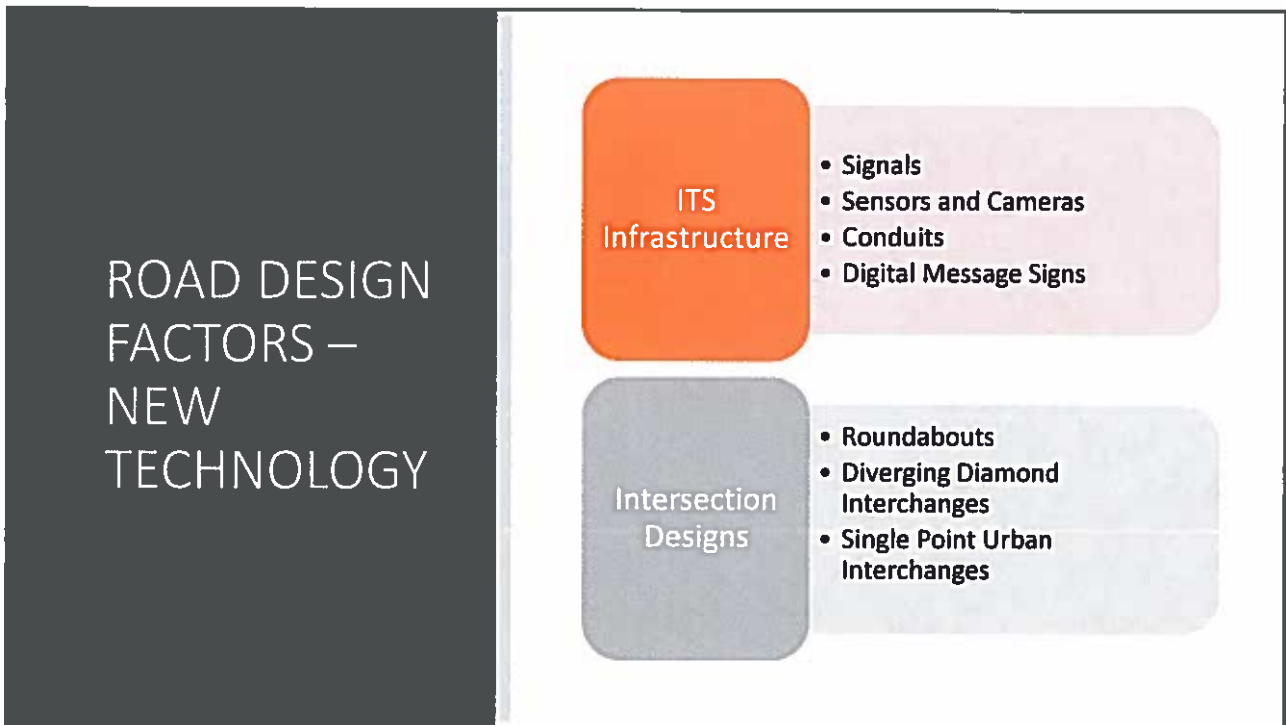 ROAD DESIGN
FACTORS –
NEW
TECHNOLOGY
ITS
Infrastructure
• Signals
• Sensors and Cameras
• Conduits
• Digital Message Signs
Intersection
Designs
• Roundabouts
• Diverging Diamond
Interchanges
• Single Point Urban
Interchanges